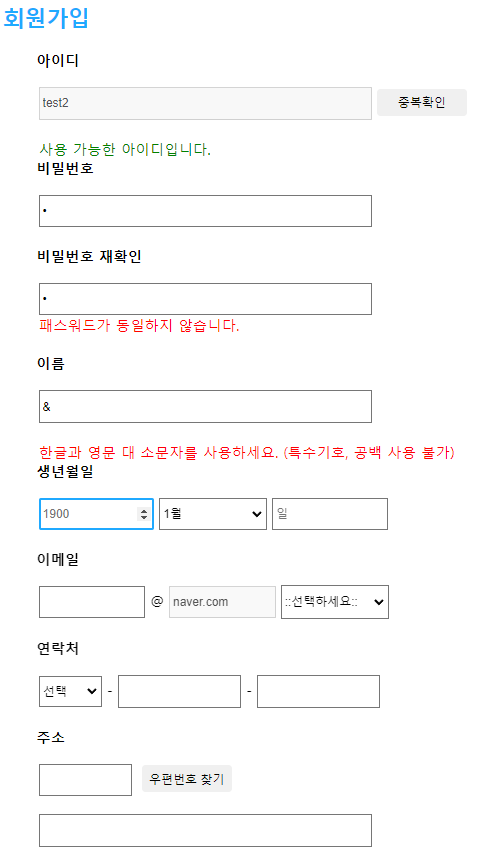 회원가입
아이디
test2 중복확인
사용 가능한 아이디입니다.
비밀번호
•
비밀번호 재확인
•
패스워드가 동일하지 않습니다.
이름
&
한글과 영문 대 소문자를 사용하세요. (특수기호, 공백 사용 불가)
생년월일
1900 1월 일
이메일
@ naver.com ::선택하세요::
연락처
선택 - -
주소
우편번호 찾기